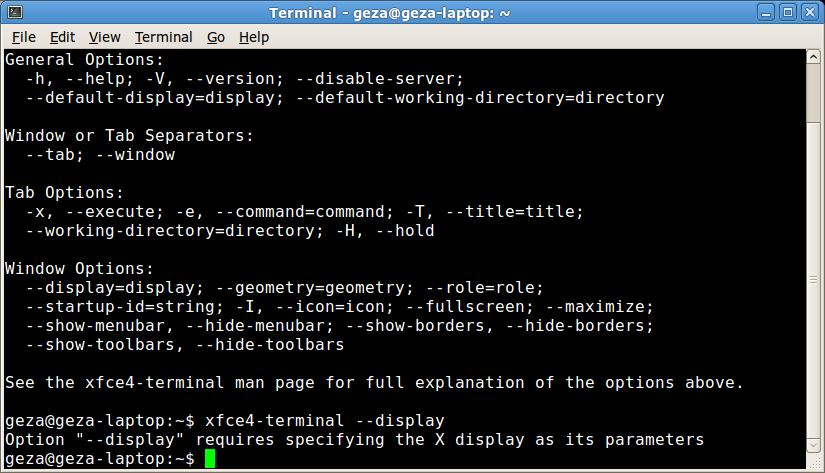 Terminal - geza@geza-laptop: ~
File Edit View Terminal Go Help
General Options:
  -h, --help; -V, --version; --disable-server;
  --default-display=display; --default-working-directory=directory

Window or Tab Separators:
  --tab; --window

Tab Options:
  -x, --execute; -e, --command=command; -T, --title=title;
  --working-directory=directory; -H, --hold

Window Options:
  --display=display; --geometry=geometry; --role=role;
  --startup-id=string; -I, --icon=icon; --fullscreen; --maximize;
  --show-menubar, --hide-menubar; --show-borders, --hide-borders;
  --show-toolbars, --hide-toolbars

See the xfce4-terminal man page for full explanation of the options above.

geza@geza-laptop:~$ xfce4-terminal --display
Option "--display" requires specifying the X display as its parameters
geza@geza-laptop:~$